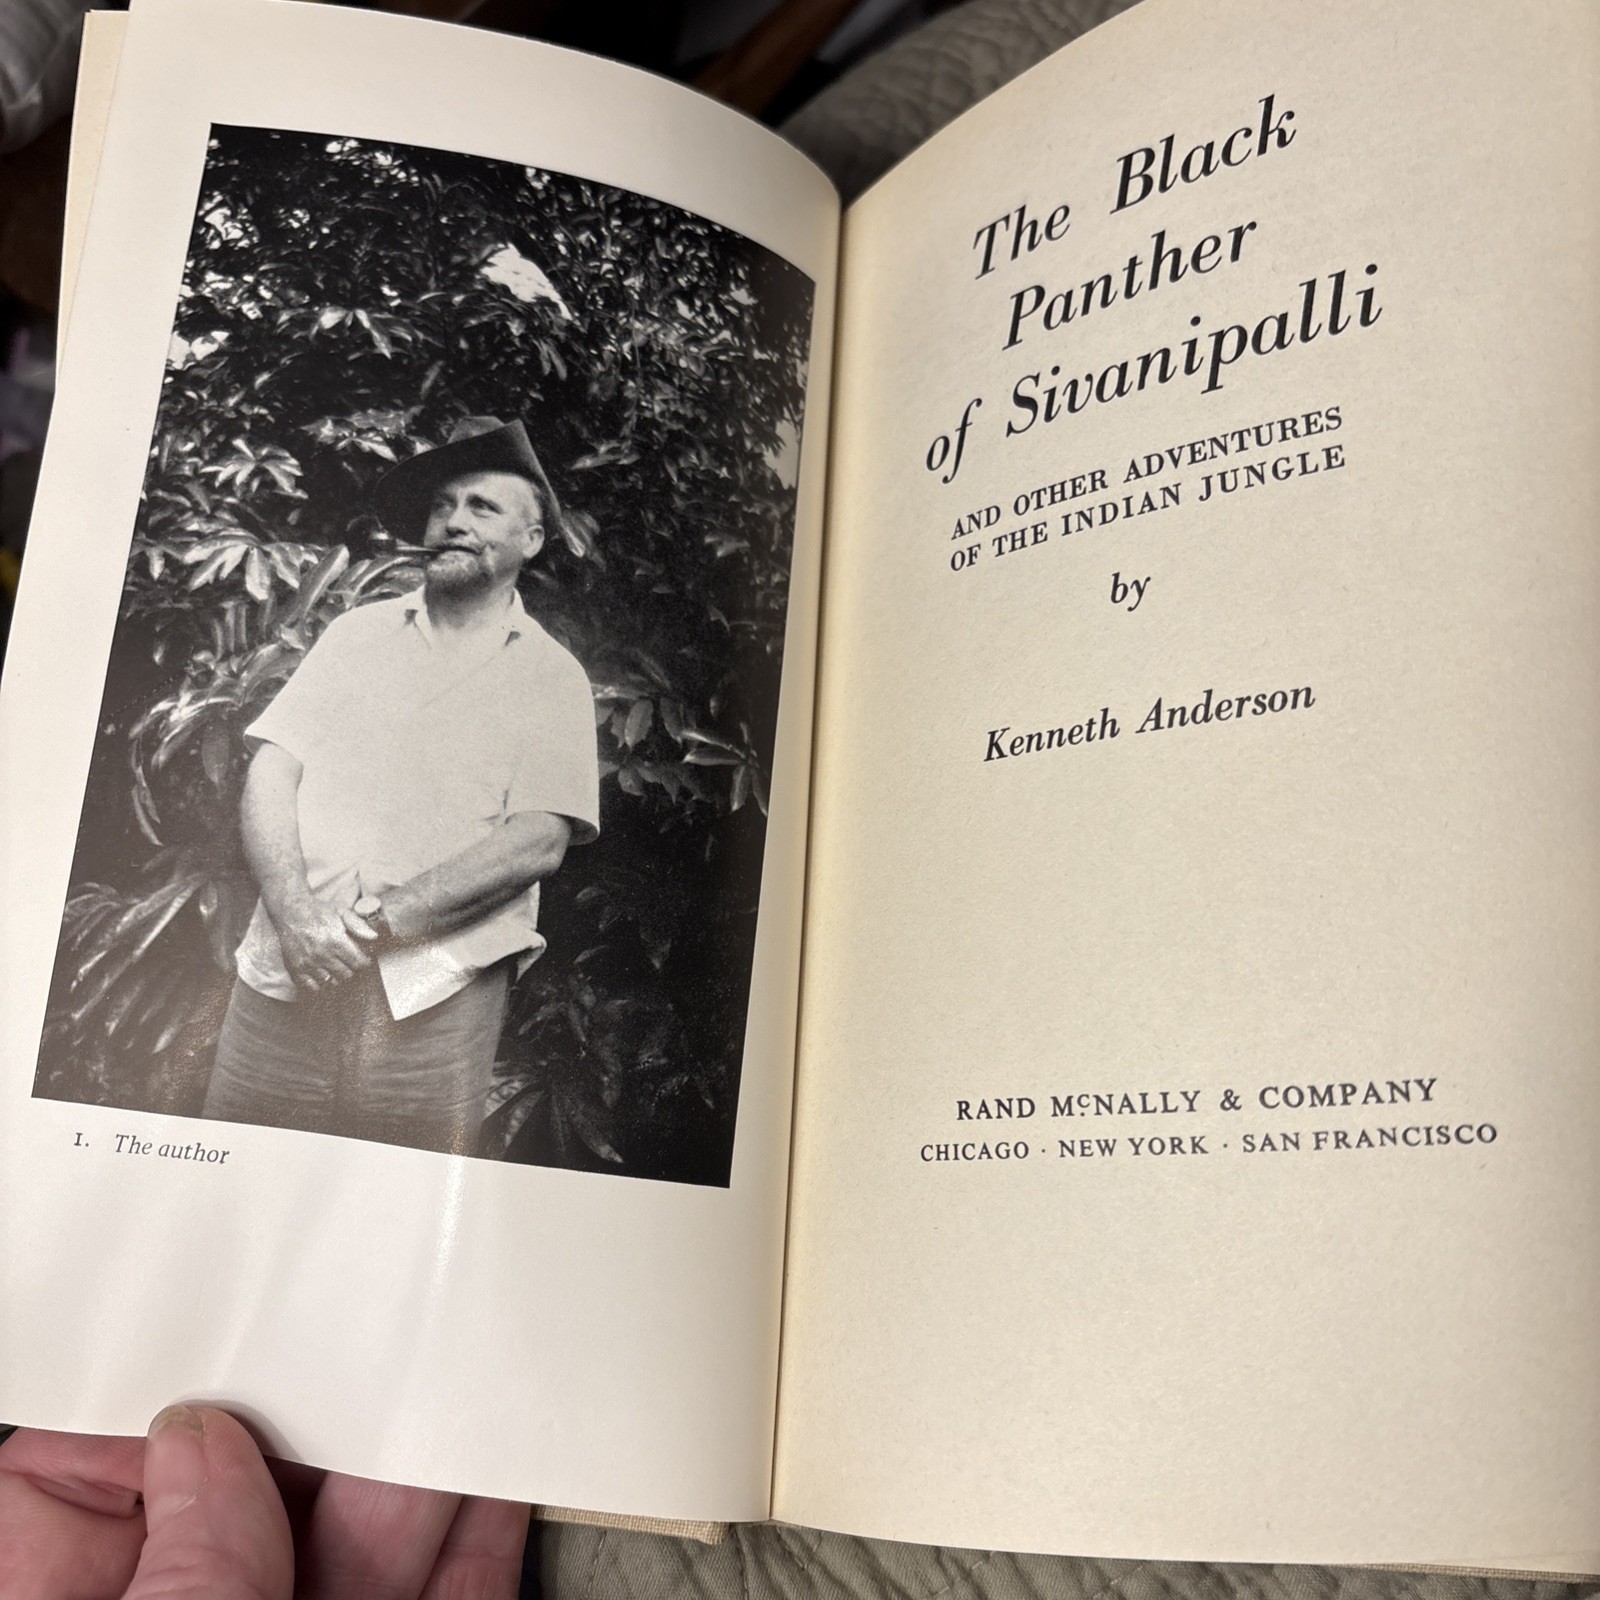 1. The author
The Black
Panther
of Sivanipalli
AND OTHER ADVENTURES
OF THE INDIAN JUNGLE
by
Kenneth Anderson
RAND MCNALLY & COMPANY
CHICAGO · NEW YORK · SAN FRANCISCO